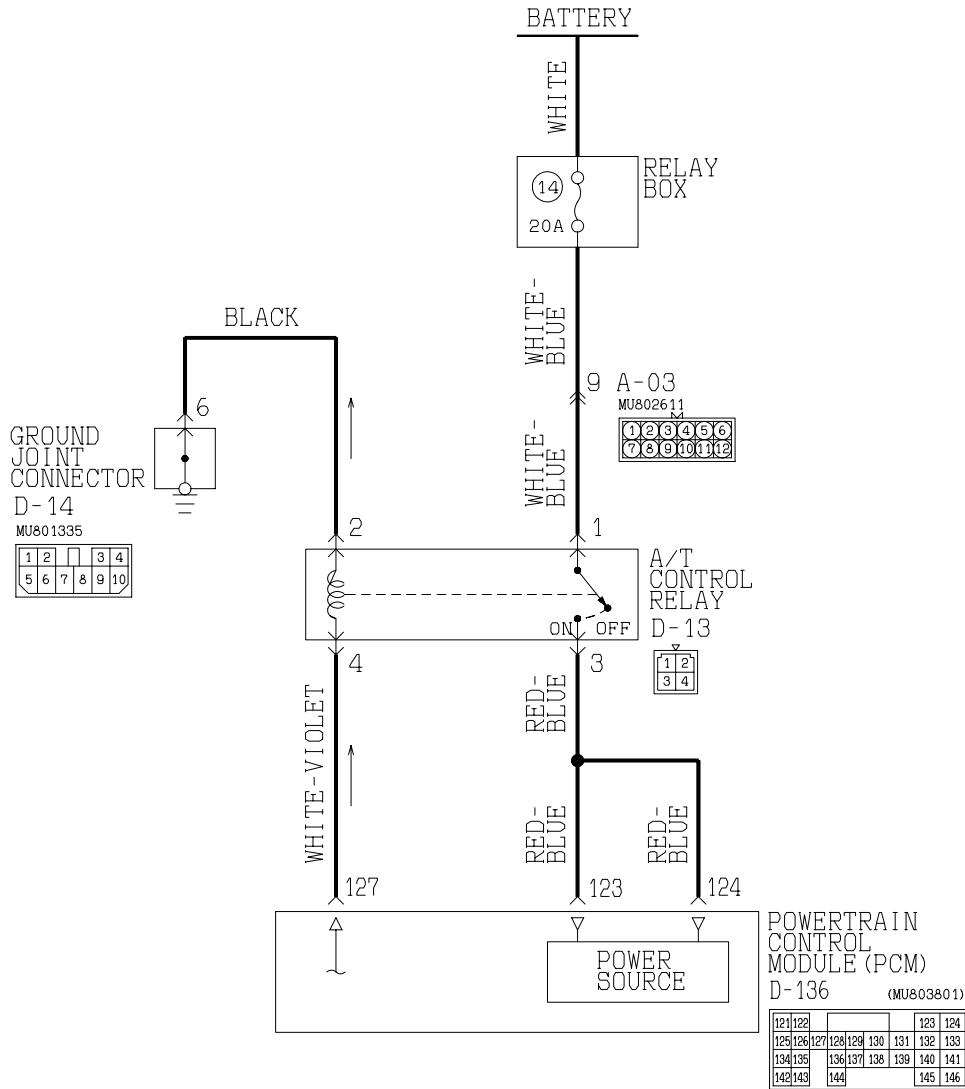 BATTERY
WHITE
14
20A
RELAY
BOX
WHITE-
BLUE
9 A-03
MU802611
1 2 3 4 5 6
7 8 9 10 11 12
WHITE-
BLUE
BLACK
6
GROUND
JOINT
CONNECTOR
D-14
MU801335
1 2 3 4
5 6 7 8 9 10
2
1
A/T
CONTROL
RELAY
D-13
1 2
3 4
ON OFF
4
3
WHITE-VIOLET
RED-
BLUE
RED-
BLUE
RED-
BLUE
127
123
124
POWER
SOURCE
POWERTRAIN
CONTROL
MODULE (PCM)
D-136 (MU803801)
121 122 123 124
125 126 127 128 129 130 131 132 133
134 135 136 137 138 139 140 141
142 143 144 145 146